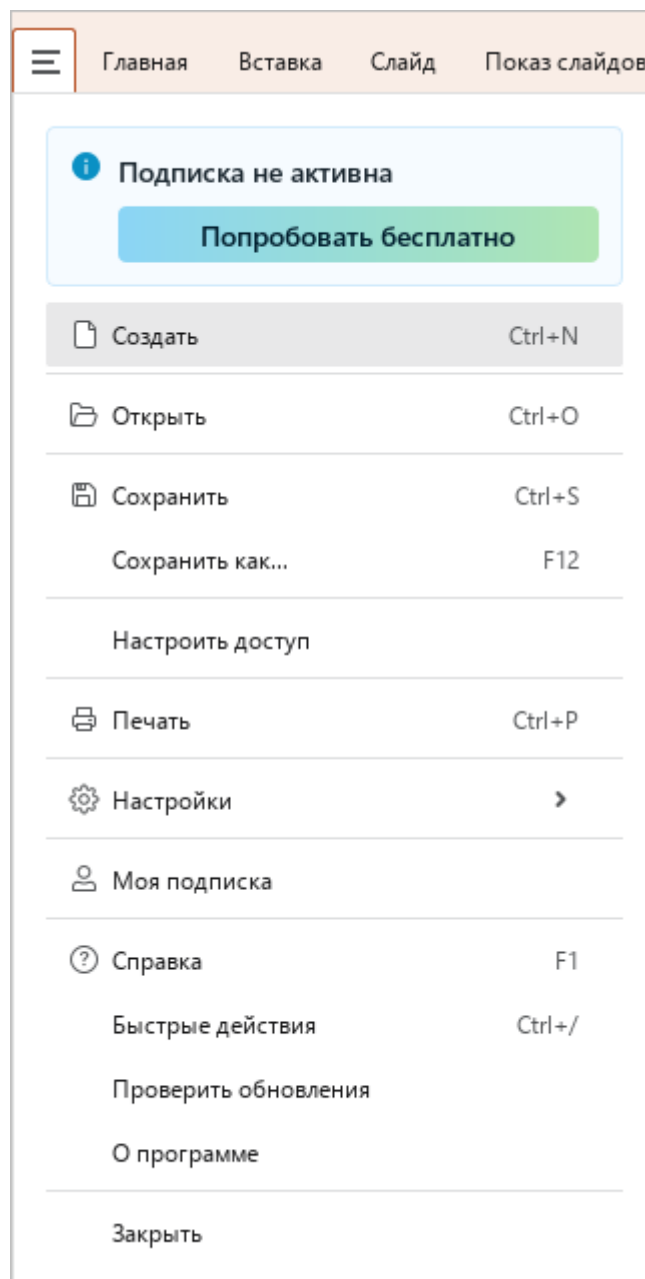 Главная Вставка Слайд Показ слайдов
Подписка не активна
Попробовать бесплатно
Создать Ctrl+N
Открыть Ctrl+O
Сохранить Ctrl+S
Сохранить как... F12
Настроить доступ
Печать Ctrl+P
Настройки
Моя подписка
Справка F1
Быстрые действия Ctrl+/
Проверить обновления
О программе
Закрыть